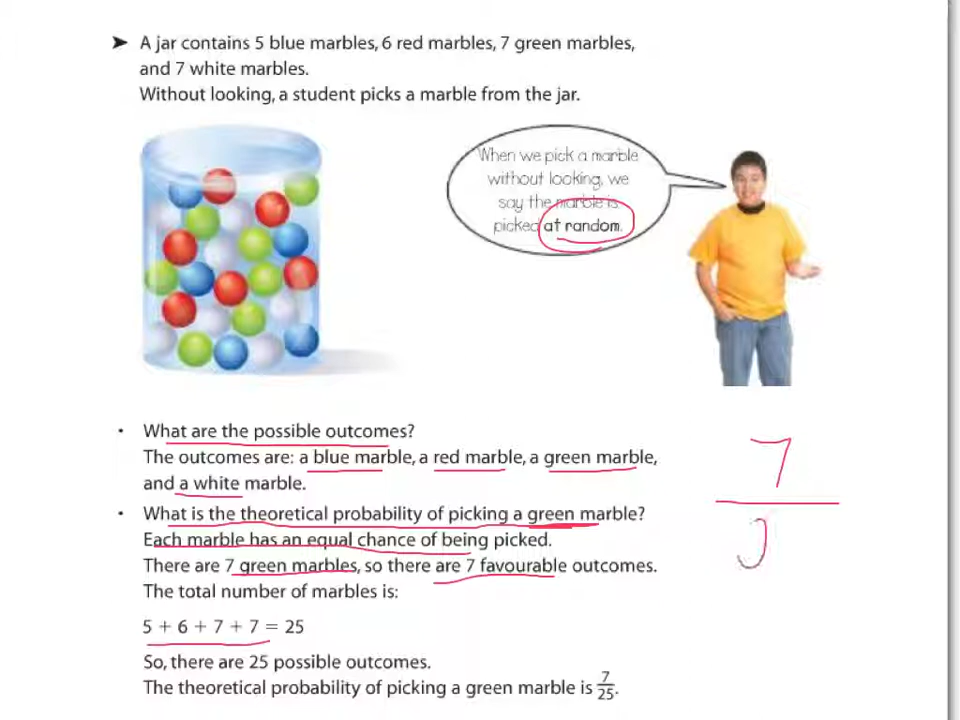 ➤ A jar contains 5 blue marbles, 6 red marbles, 7 green marbles,
and 7 white marbles.
Without looking, a student picks a marble from the jar.
When we pick a marble
without looking, we
say the marble is
picked at random.
• What are the possible outcomes?
The outcomes are: a blue marble, a red marble, a green marble,
and a white marble.
• What is the theoretical probability of picking a green marble?
Each marble has an equal chance of being picked.
There are 7 green marbles, so there are 7 favourable outcomes.
The total number of marbles is:
5 + 6 + 7 + 7 = 25
So, there are 25 possible outcomes.
The theoretical probability of picking a green marble is 7/25.
7